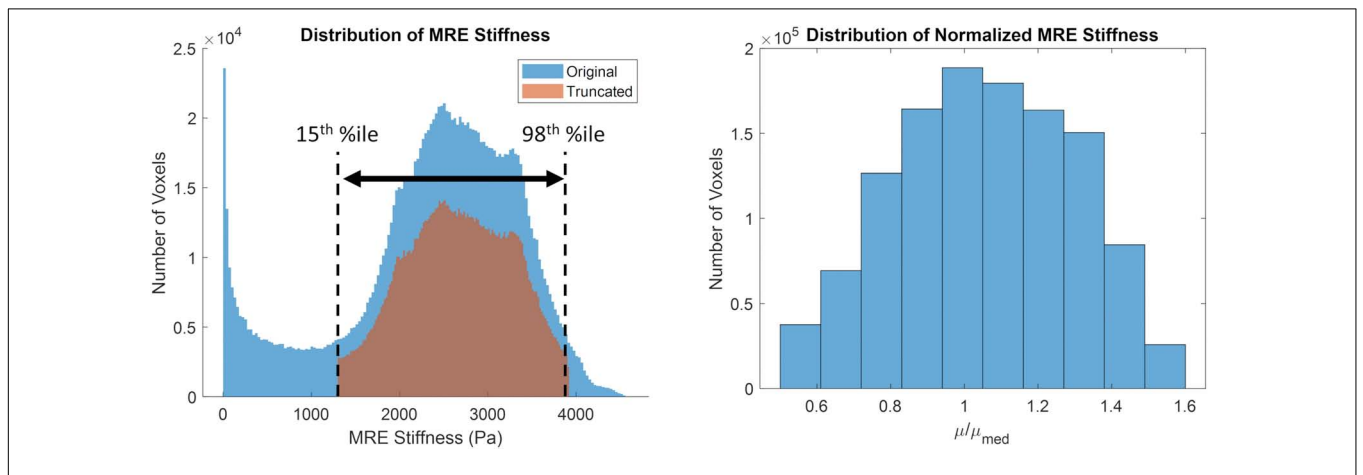 Distribution of MRE Stiffness
×10⁴
2.5
2
1.5
1
0.5
0
Number of Voxels
Original
Truncated
15th %ile
98th %ile
0 1000 2000 3000 4000
MRE Stiffness (Pa)
Distribution of Normalized MRE Stiffness
×10⁵
2
1.5
1
0.5
0
Number of Voxels
0.6 0.8 1 1.2 1.4 1.6
μ/μmed